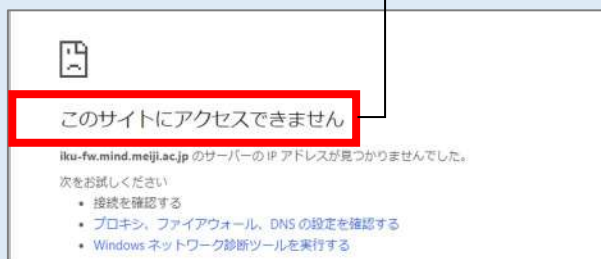 このサイトにアクセスできません
iku-fw.mind.meiji.ac.jp のサーバーの IP アドレスが見つかりませんでした。
次をお試しください
• 接続を確認する
• プロキシ、ファイアウォール、DNS の設定を確認する
• Windows ネットワーク診断ツールを実行する